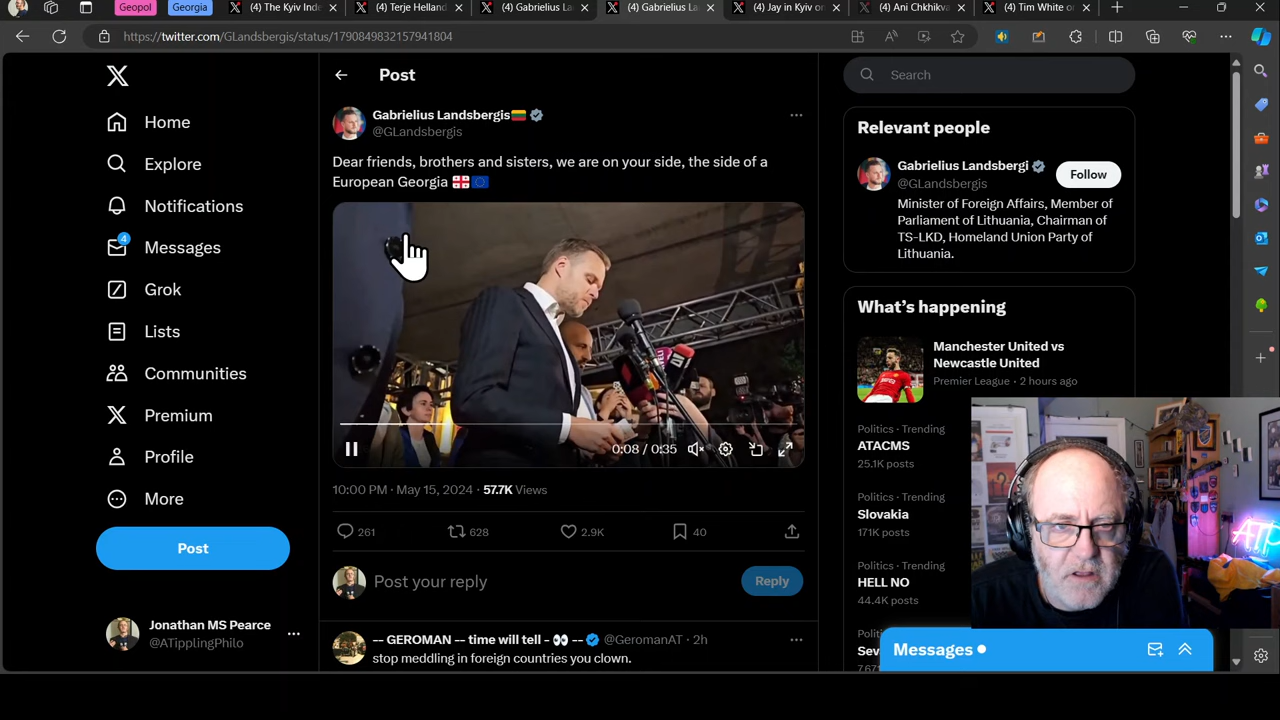 Geopol
Georgia
(4) The Kyiv Inde
(4) Terje Helland
(4) Gabrielius La
(4) Gabrielius La
(4) Jay in Kyiv on
(4) Ani Chkhikva
(4) Tim White on
https://twitter.com/GLandsbergis/status/1790849832157941804
Home
Explore
Notifications
4
Messages
Grok
Lists
Communities
Premium
Profile
More
Post
Jonathan MS Pearce
@ATipplingPhilo
Post
Gabrielius Landsbergis
@GLandsbergis
Dear friends, brothers and sisters, we are on your side, the side of a
European Georgia
0:08 / 0:35
10:00 PM · May 15, 2024 · 57.7K Views
261
628
2.9K
40
Post your reply
Reply
-- GEROMAN -- time will tell - 👀 -- @GeromanAT · 2h
stop meddling in foreign countries you clown.
Search
Relevant people
Gabrielius Landsbergi
@GLandsbergis
Follow
Minister of Foreign Affairs, Member of
Parliament of Lithuania, Chairman of
TS-LKD, Homeland Union Party of
Lithuania.
What's happening
Manchester United vs
Newcastle United
Premier League · 2 hours ago
Politics · Trending
ATACMS
25.1K posts
Politics · Trending
Slovakia
171K posts
Politics · Trending
HELL NO
44.4K posts
Politics · Trending
Messages
ATP